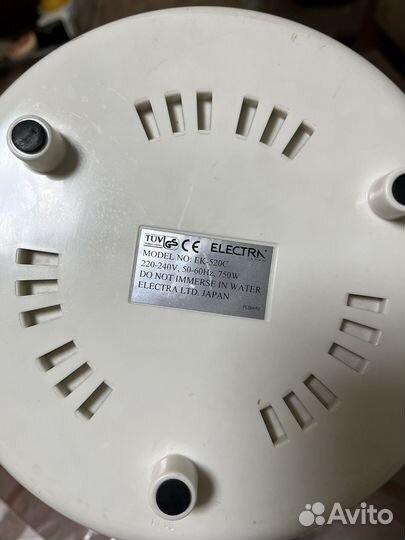 TÜV GS CE ELECTRA
MODEL NO: EK-520C
220-240V, 50-60Hz, 750W
DO NOT IMMERSE IN WATER
ELECTRA LTD. JAPAN
Avito